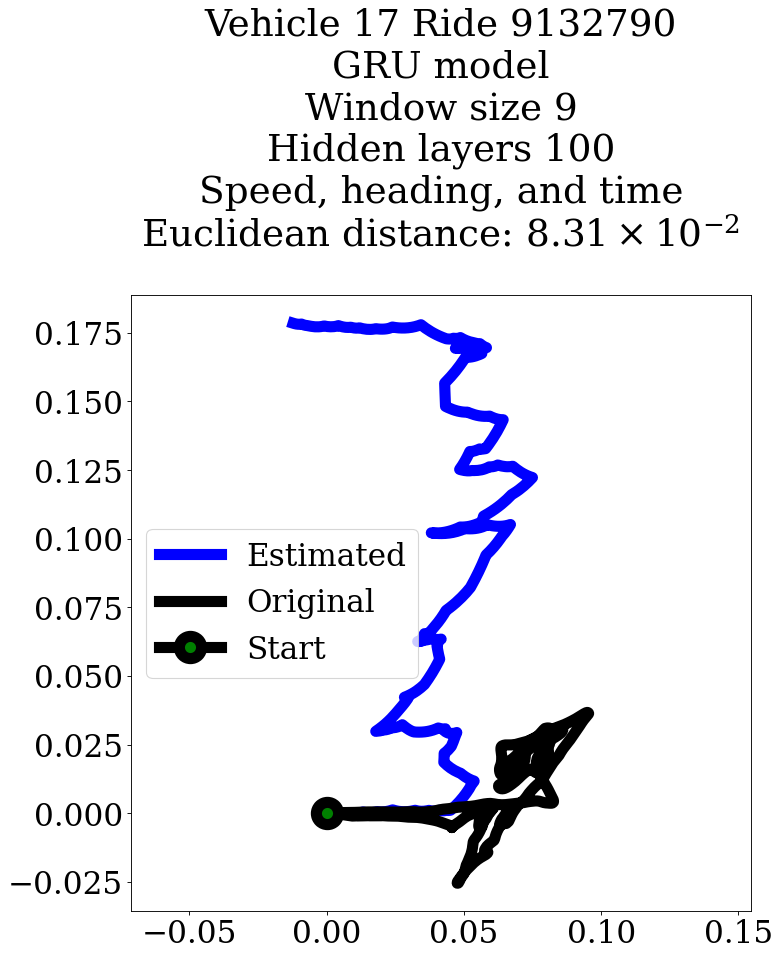 Vehicle 17 Ride 9132790
GRU model
Window size 9
Hidden layers 100
Speed, heading, and time
Euclidean distance: 8.31 × 10⁻²
0.175
0.150
0.125
0.100
0.075
0.050
0.025
0.000
−0.025
Estimated
Original
Start
−0.05 0.00 0.05 0.10 0.15